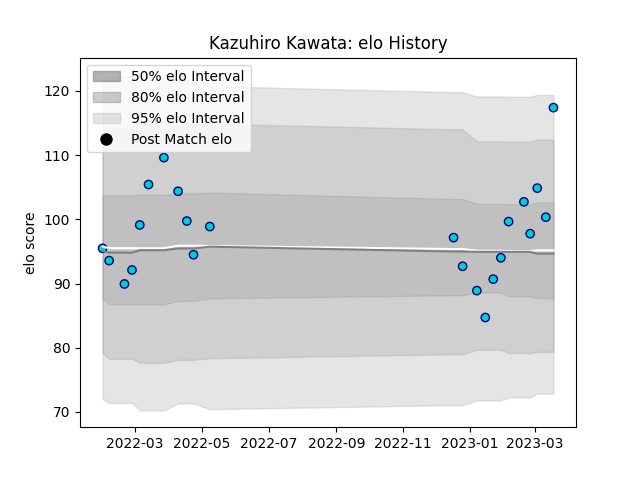 Kazuhiro Kawata: elo History
50% elo Interval
80% elo Interval
95% elo Interval
Post Match elo
elo score
120
110
100
90
80
70
2022-03 2022-05 2022-07 2022-09 2022-11 2023-01 2023-03